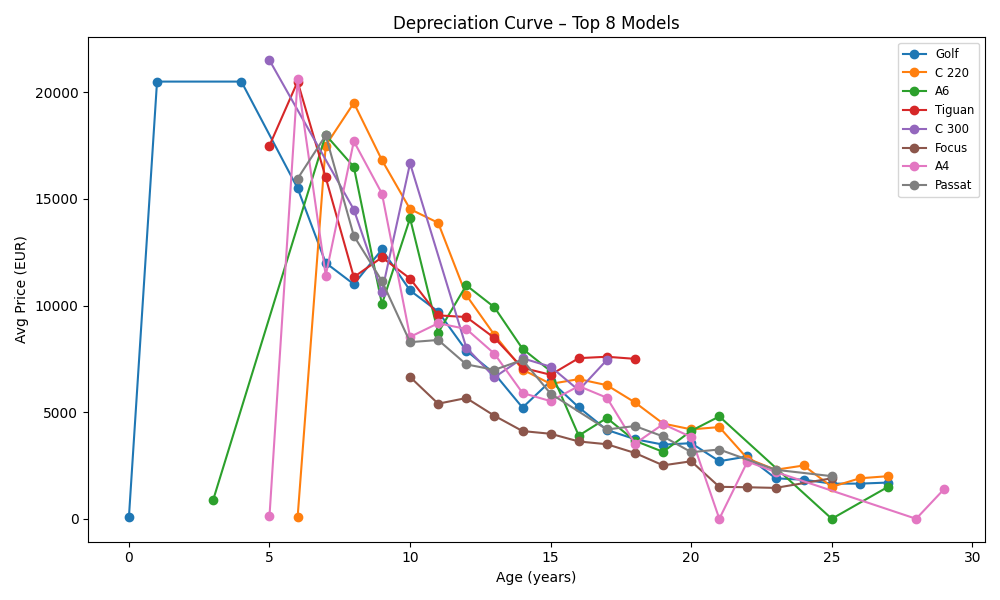 Depreciation Curve – Top 8 Models
Avg Price (EUR)
20000
15000
10000
5000
0
0 5 10 15 20 25 30
Age (years)
Golf
C 220
A6
Tiguan
C 300
Focus
A4
Passat